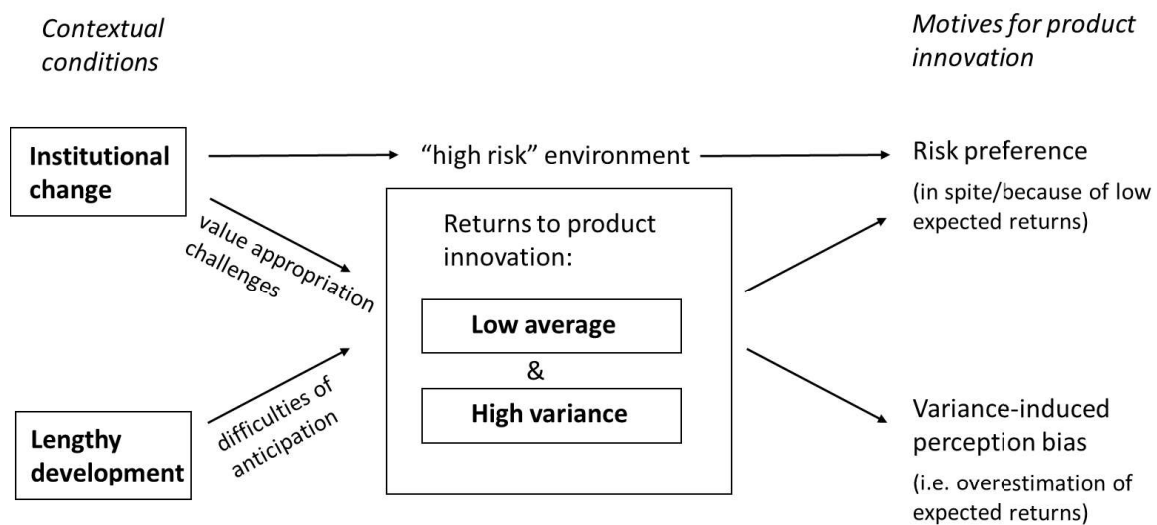 Contextual
conditions
Motives for product
innovation
Institutional
change
“high risk” environment
Risk preference
(in spite/because of low
expected returns)
value appropriation
challenges
Returns to product
innovation:
Low average
&
High variance
difficulties of
anticipation
Lengthy
development
Variance-induced
perception bias
(i.e. overestimation of
expected returns)